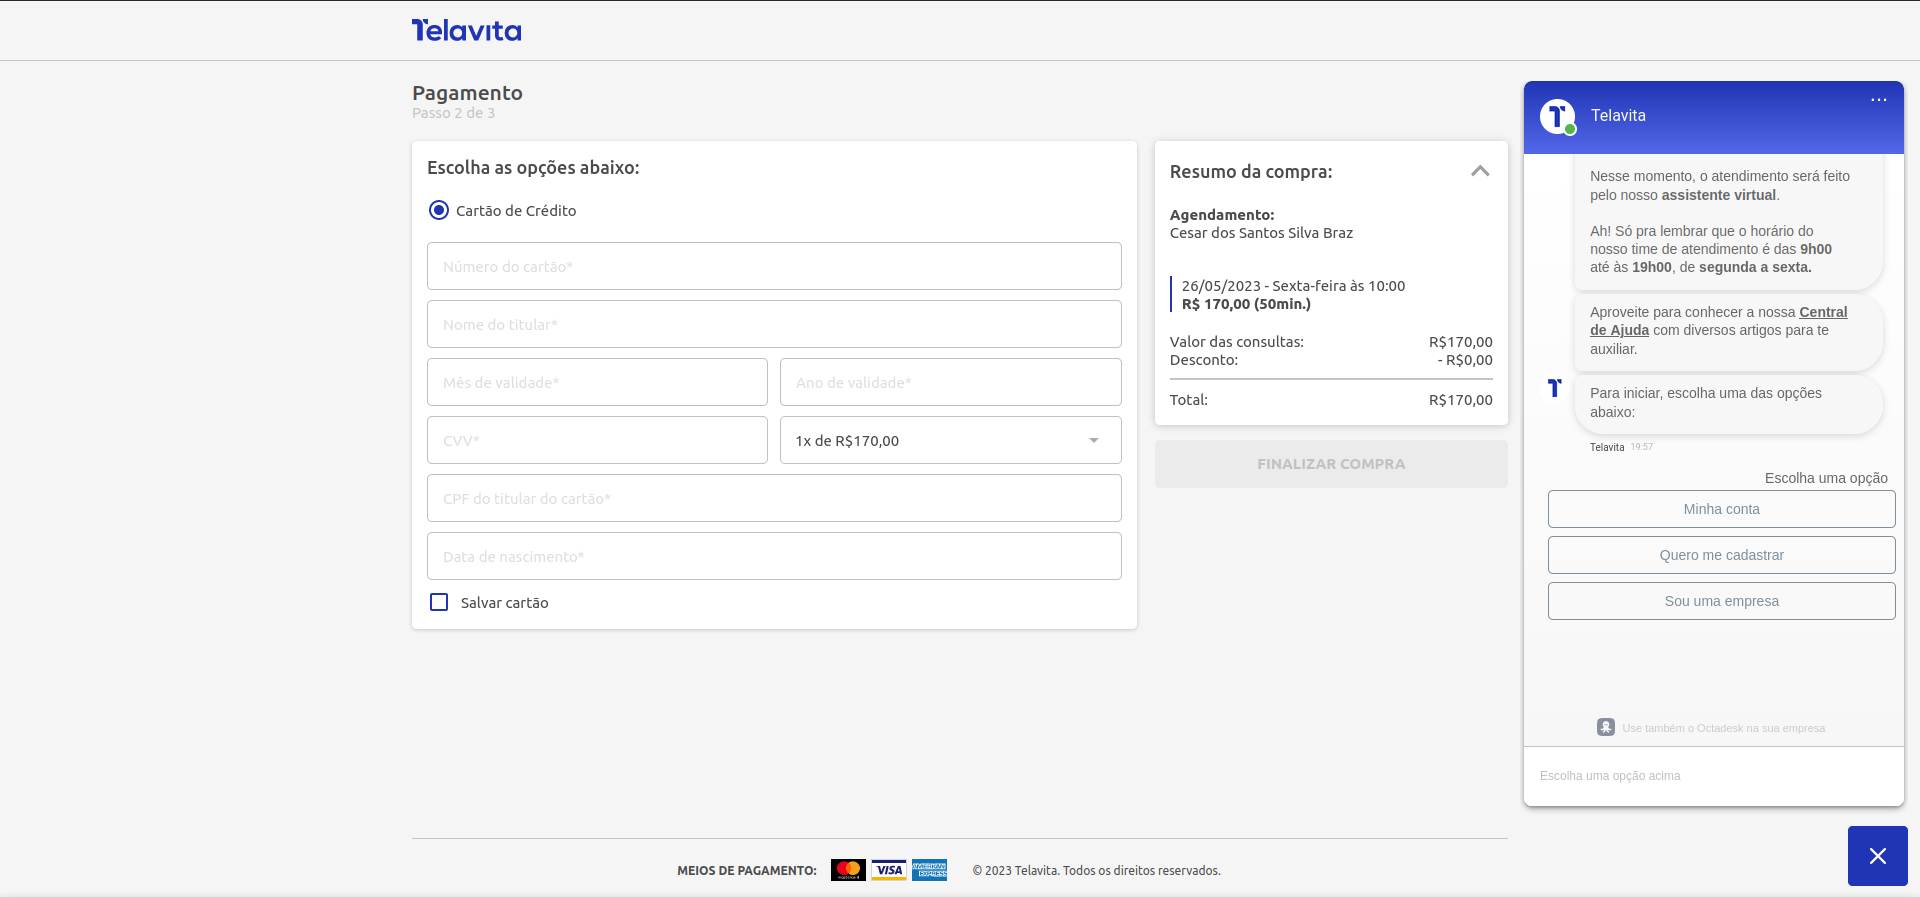 Telavita
Pagamento
Passo 2 de 3
Escolha as opções abaixo:
Cartão de Crédito
Número do cartão*
Nome do titular*
Mês de validade*
Ano de validade*
CVV*
1x de R$170,00
CPF do titular do cartão*
Data de nascimento*
Salvar cartão
Resumo da compra:
Agendamento:
Cesar dos Santos Silva Braz
26/05/2023 - Sexta-feira às 10:00
R$ 170,00 (50min.)
Valor das consultas: R$170,00
Desconto: - R$0,00
Total: R$170,00
FINALIZAR COMPRA
Telavita
Nesse momento, o atendimento será feito
pelo nosso assistente virtual.
Ah! Só pra lembrar que o horário do
nosso time de atendimento é das 9h00
até às 19h00, de segunda a sexta.
Aproveite para conhecer a nossa Central
de Ajuda com diversos artigos para te
auxiliar.
Para iniciar, escolha uma das opções
abaixo:
Telavita 19:57
Escolha uma opção
Minha conta
Quero me cadastrar
Sou uma empresa
Use também o Octadesk na sua empresa
Escolha uma opção acima
MEIOS DE PAGAMENTO:
mastercard
VISA
AMERICAN
EXPRESS
© 2023 Telavita. Todos os direitos reservados.